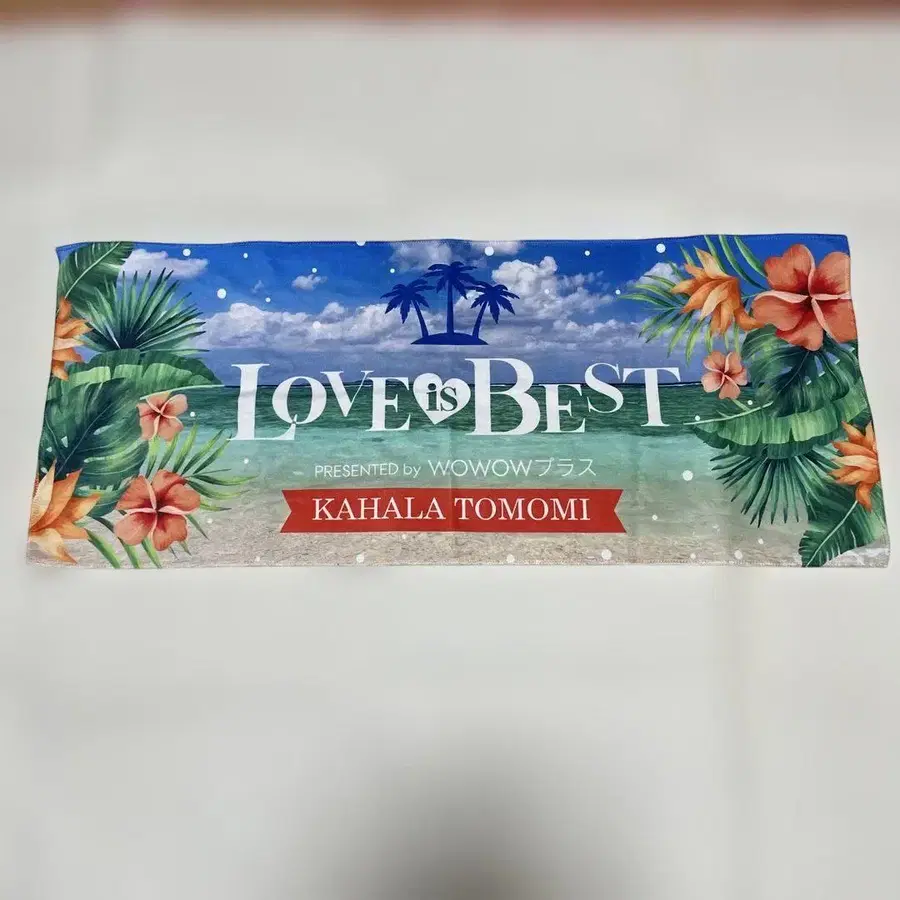 LOVE is BEST
PRESENTED by WOWOWプラス
KAHALA TOMOMI